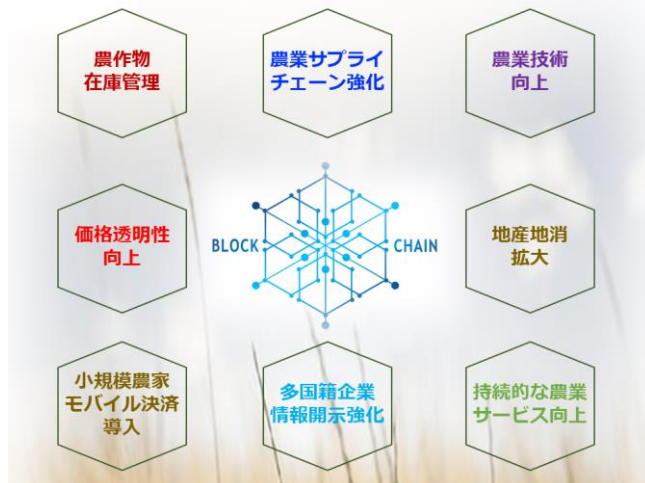 農作物
在庫管理
農業サプライ
チェーン強化
農業技術
向上
価格透明性
向上
BLOCK CHAIN
地産地消
拡大
小規模農家
モバイル決済
導入
多国籍企業
情報開示強化
持続的な農業
サービス向上